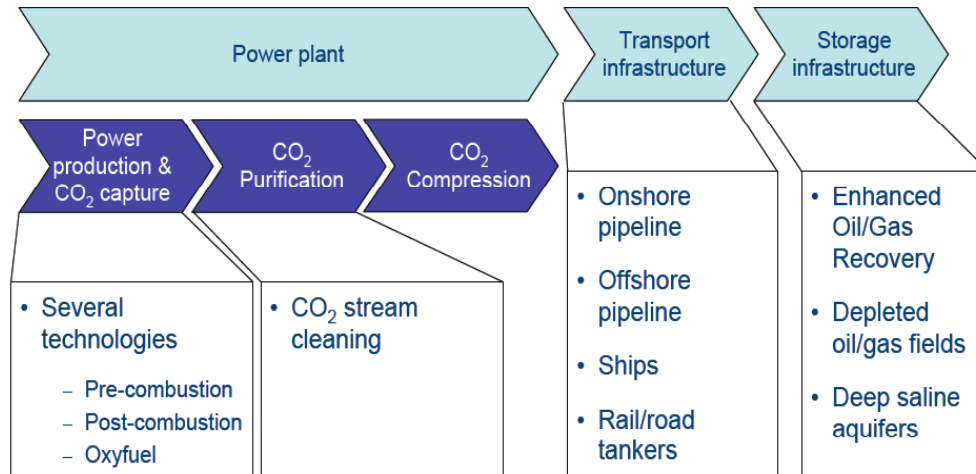 Power plant
Transport
infrastructure
Storage
infrastructure
Power
production &
CO₂ capture
CO₂
Purification
CO₂
Compression
• Several
technologies
– Pre-combustion
– Post-combustion
– Oxyfuel
• CO₂ stream
cleaning
• Onshore
pipeline
• Offshore
pipeline
• Ships
• Rail/road
tankers
• Enhanced
Oil/Gas
Recovery
• Depleted
oil/gas fields
• Deep saline
aquifers